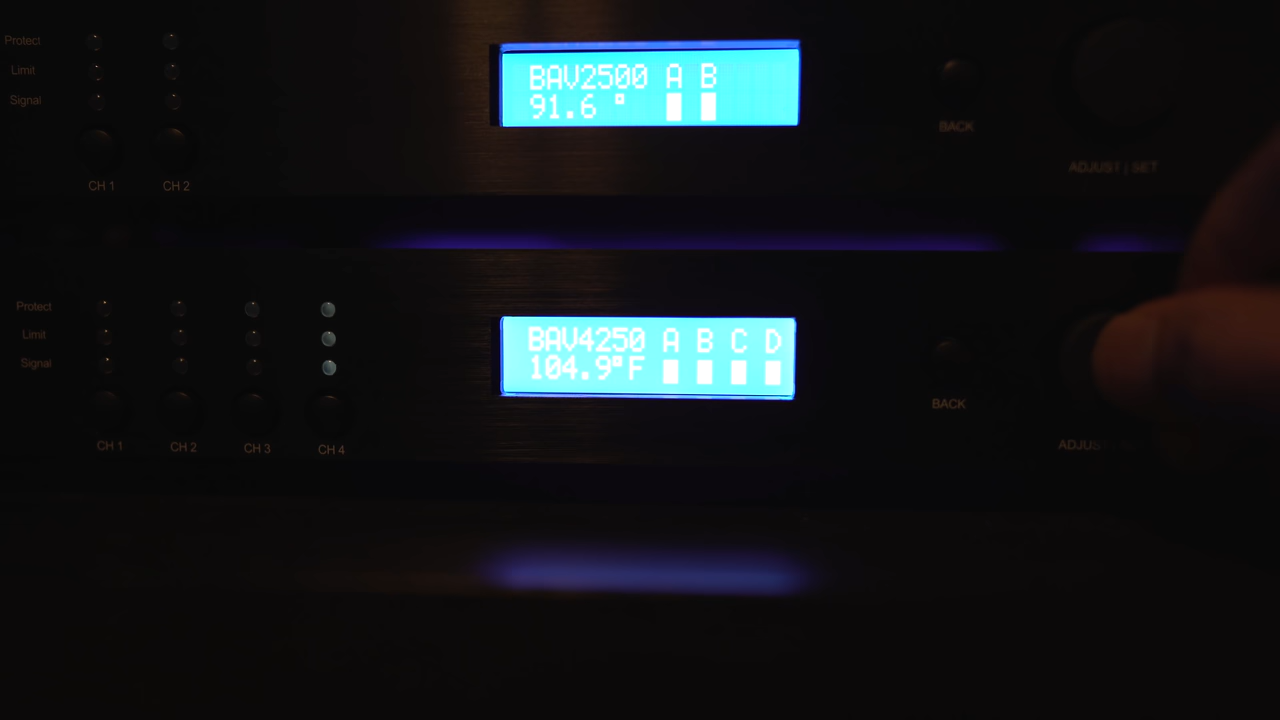 Protect
Limit
Signal
CH 1 CH 2
BAV2500 A B
91.6 °
BACK
ADJUST | SET
Protect
Limit
Signal
CH 1 CH 2 CH 3 CH 4
BAV4250 A B C D
104.9°F
BACK